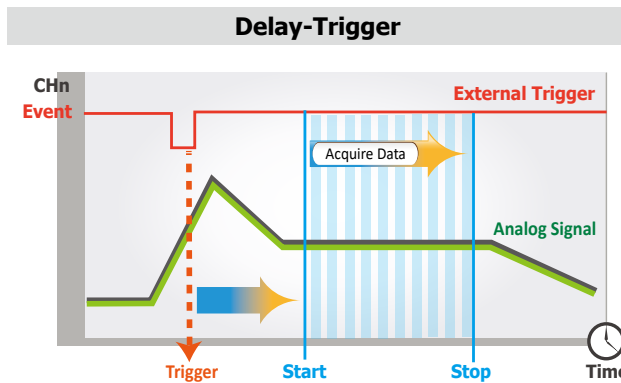 Delay-Trigger
CHn
Event
External Trigger
Acquire Data
Analog Signal
Trigger
Start
Stop
Time